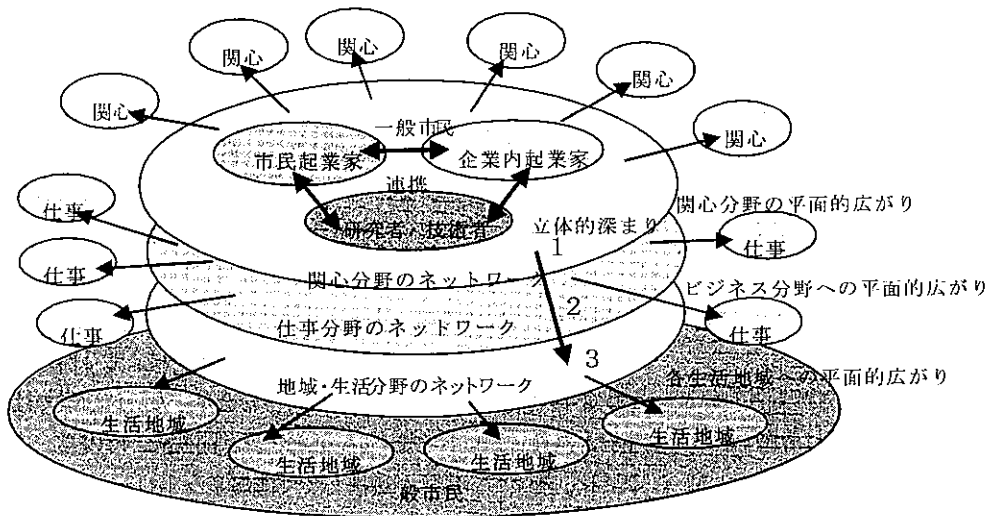 関心
関心
関心
関心
関心
関心
一般市民
市民起業家
企業内起業家
連携
研究者・技術者
立体的深まり
関心分野の平面的広がり
仕事
仕事
仕事
仕事
仕事
1
関心分野のネットワーク
ビジネス分野への平面的広がり
2
仕事分野のネットワーク
3
地域・生活分野のネットワーク
各生活地域への平面的広がり
生活地域
生活地域
生活地域
生活地域
一般市民